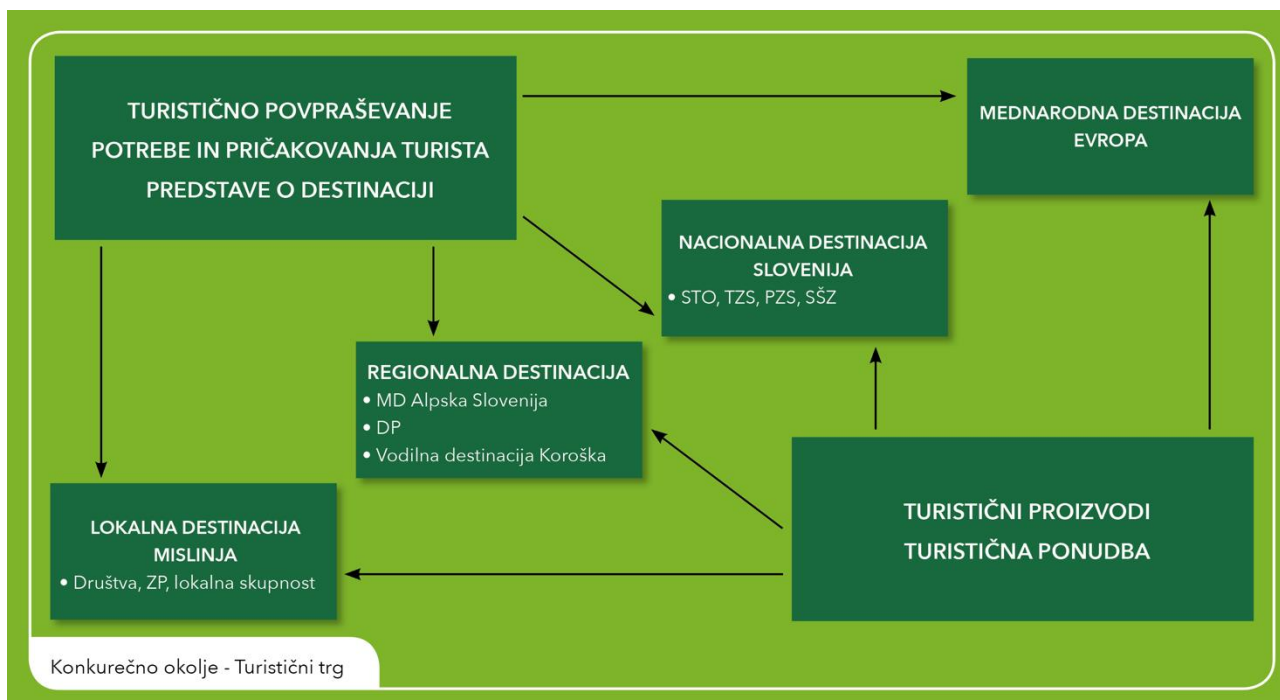 TURISTIČNO POVPRAŠEVANJE
POTREBE IN PRIČAKOVANJA TURISTA
PREDSTAVE O DESTINACIJI
MEDNARODNA DESTINACIJA
EVROPA
NACIONALNA DESTINACIJA
SLOVENIJA
• STO, TZS, PZS, SŠZ
REGIONALNA DESTINACIJA
• MD Alpska Slovenija
• DP
• Vodilna destinacija Koroška
LOKALNA DESTINACIJA
MISLINJA
• Društva, ZP, lokalna skupnost
TURISTIČNI PROIZVODI
TURISTIČNA PONUDBA
Konkurečno okolje - Turistični trg